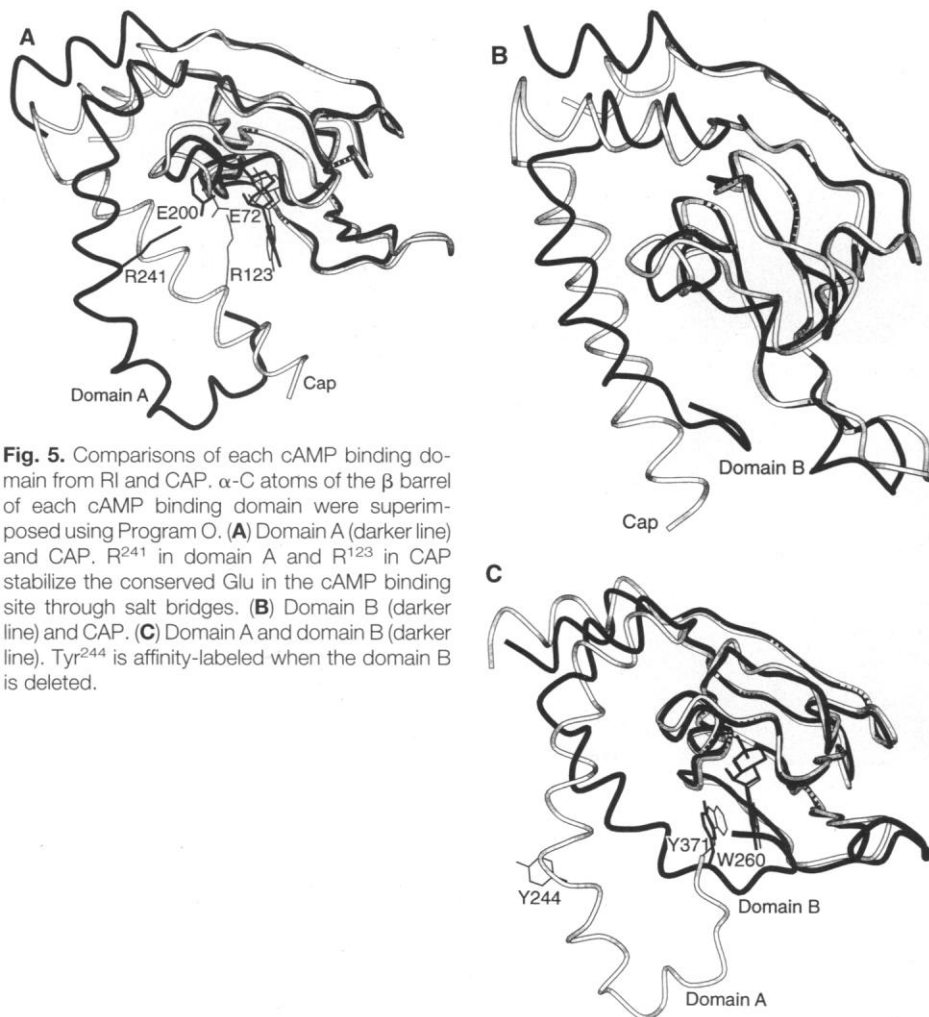 A
E200
E72
R241
R123
Domain A
Cap
B
Domain B
Cap
Fig. 5. Comparisons of each cAMP binding do-
main from RI and CAP. α-C atoms of the β barrel
of each cAMP binding domain were superim-
posed using Program O. (A) Domain A (darker line)
and CAP. R²⁴¹ in domain A and R¹²³ in CAP
stabilize the conserved Glu in the cAMP binding
site through salt bridges. (B) Domain B (darker
line) and CAP. (C) Domain A and domain B (darker
line). Tyr²⁴⁴ is affinity-labeled when the domain B
is deleted.
C
Y371
W260
Y244
Domain B
Domain A